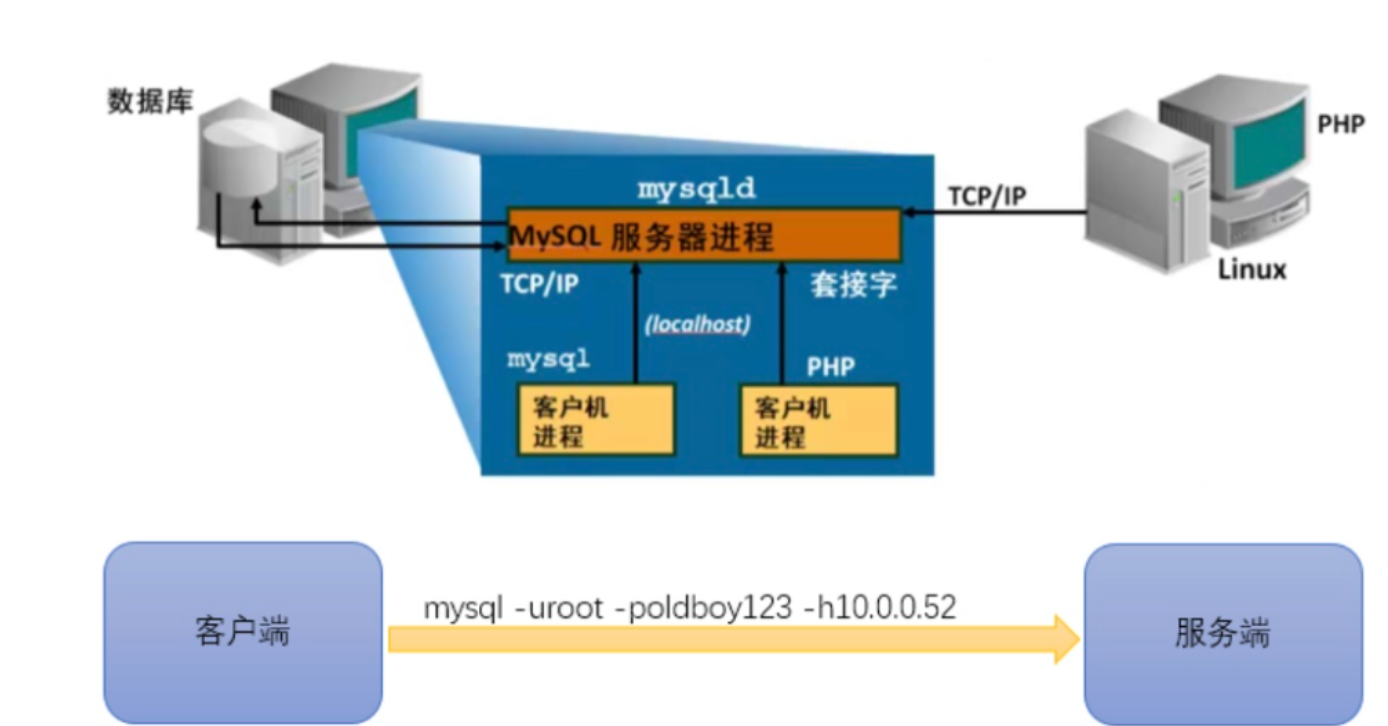 数据库
PHP
mysqld
TCP/IP
MySQL 服务器进程
Linux
TCP/IP
套接字
(localhost)
mysql
PHP
客户机
进程
客户机
进程
mysql -uroot -poldboy123 -h10.0.0.52
客户端
服务端